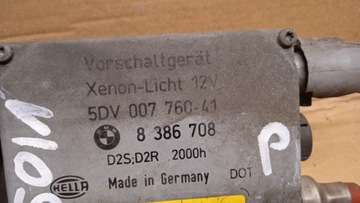 Vorschaltgerät
Xenon-Licht 12V
5DV 007 760-41
BMW 8 386 708
D2S;D2R 2000h
HELLA Made in Germany DOT
P